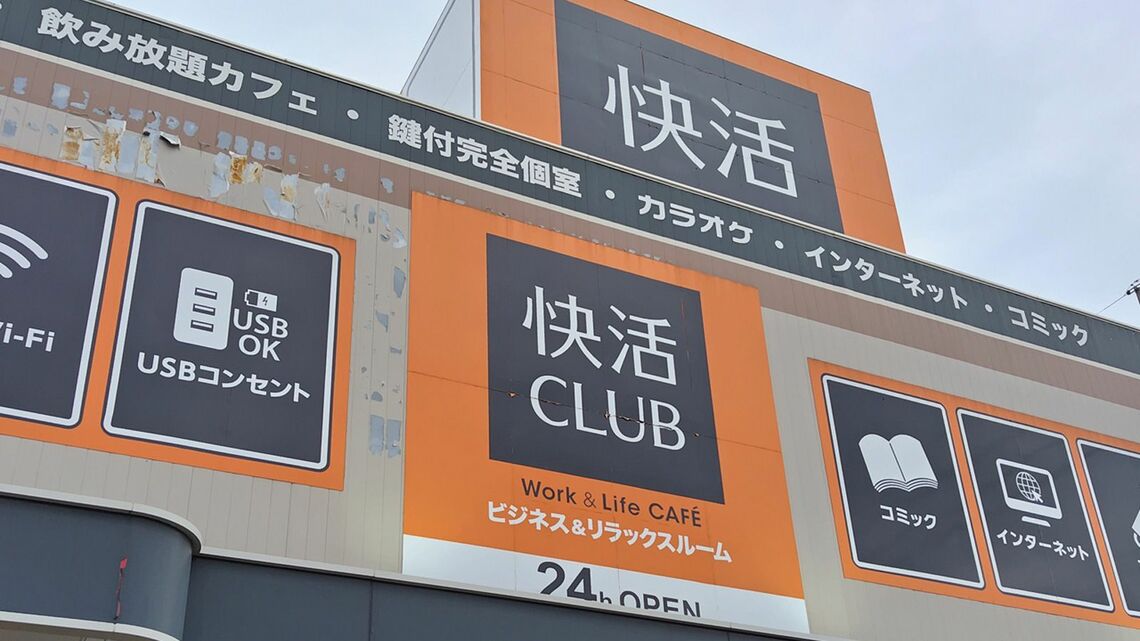 快活
飲み放題カフェ・鍵付完全個室・カラオケ・インターネット・コミック
i-Fi
USB
OK
USBコンセント
快活
CLUB
Work & Life CAFÉ
ビジネス&リラックスルーム
24h OPEN
コミック
インターネット